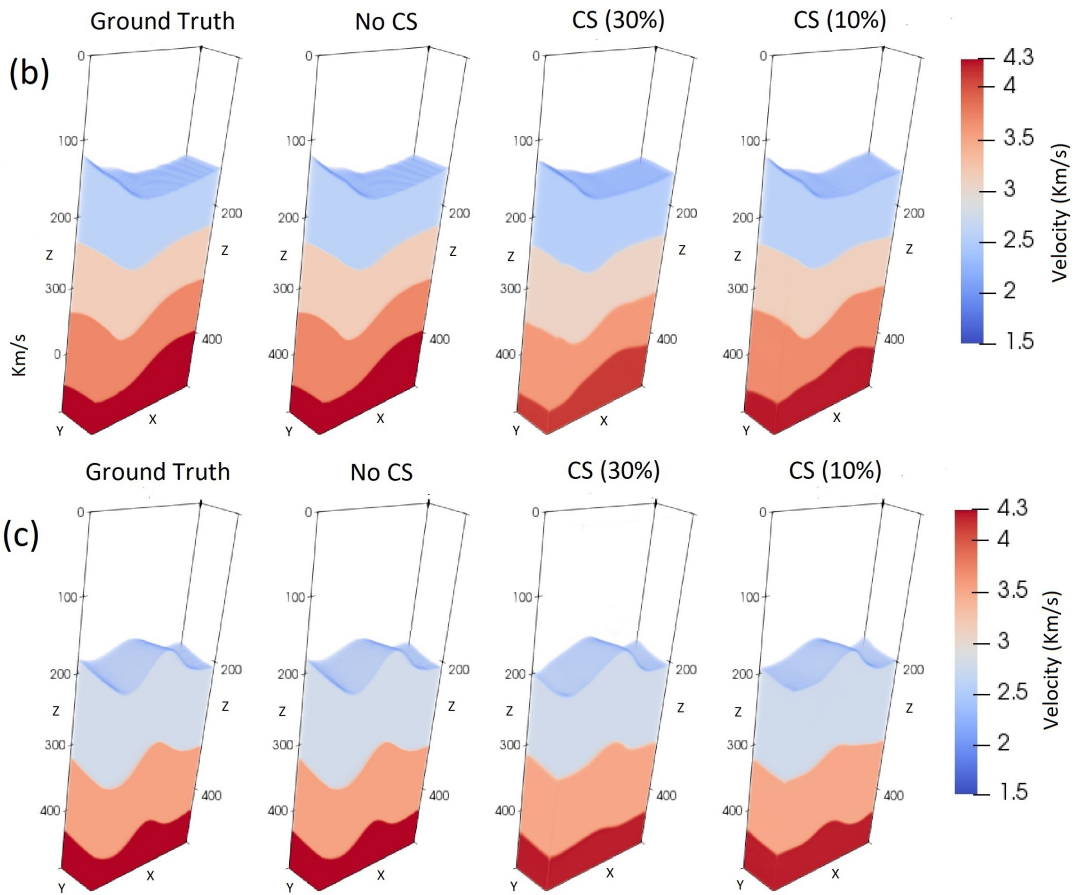 Ground Truth No CS CS (30%) CS (10%)
(b)
0 0 0 0
4.3
4
3.5
3
2.5
2
1.5
Velocity (Km/s)
100 100 100 100
200 200 200 200
200 200 200 200
Z Z Z Z Z Z Z Z
300 300 300 300
400 400 400 400
Km/s
0 400 400 400
Y X Y X Y X Y X
Ground Truth No CS CS (30%) CS (10%)
(c)
0 0 0 0
4.3
4
3.5
3
2.5
2
1.5
Velocity (Km/s)
100 100 100 100
200 200 200 200
200 200 200 200
Z Z Z Z Z Z Z Z
300 300 300 300
400 400 400 400
400 400 400 400
Y X Y X Y X Y X